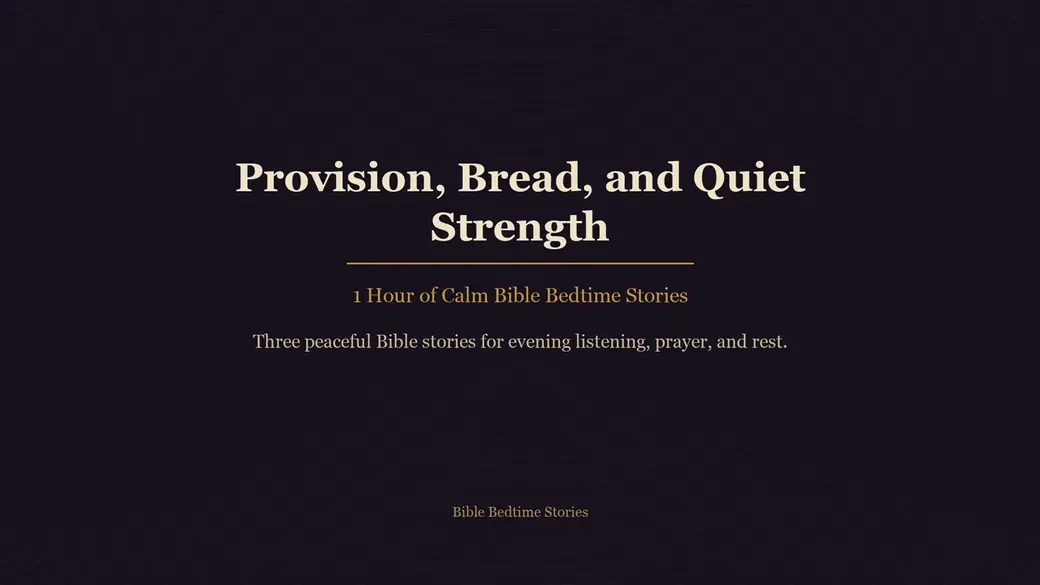 Provision, Bread, and Quiet
Strength
1 Hour of Calm Bible Bedtime Stories
Three peaceful Bible stories for evening listening, prayer, and rest.
Bible Bedtime Stories